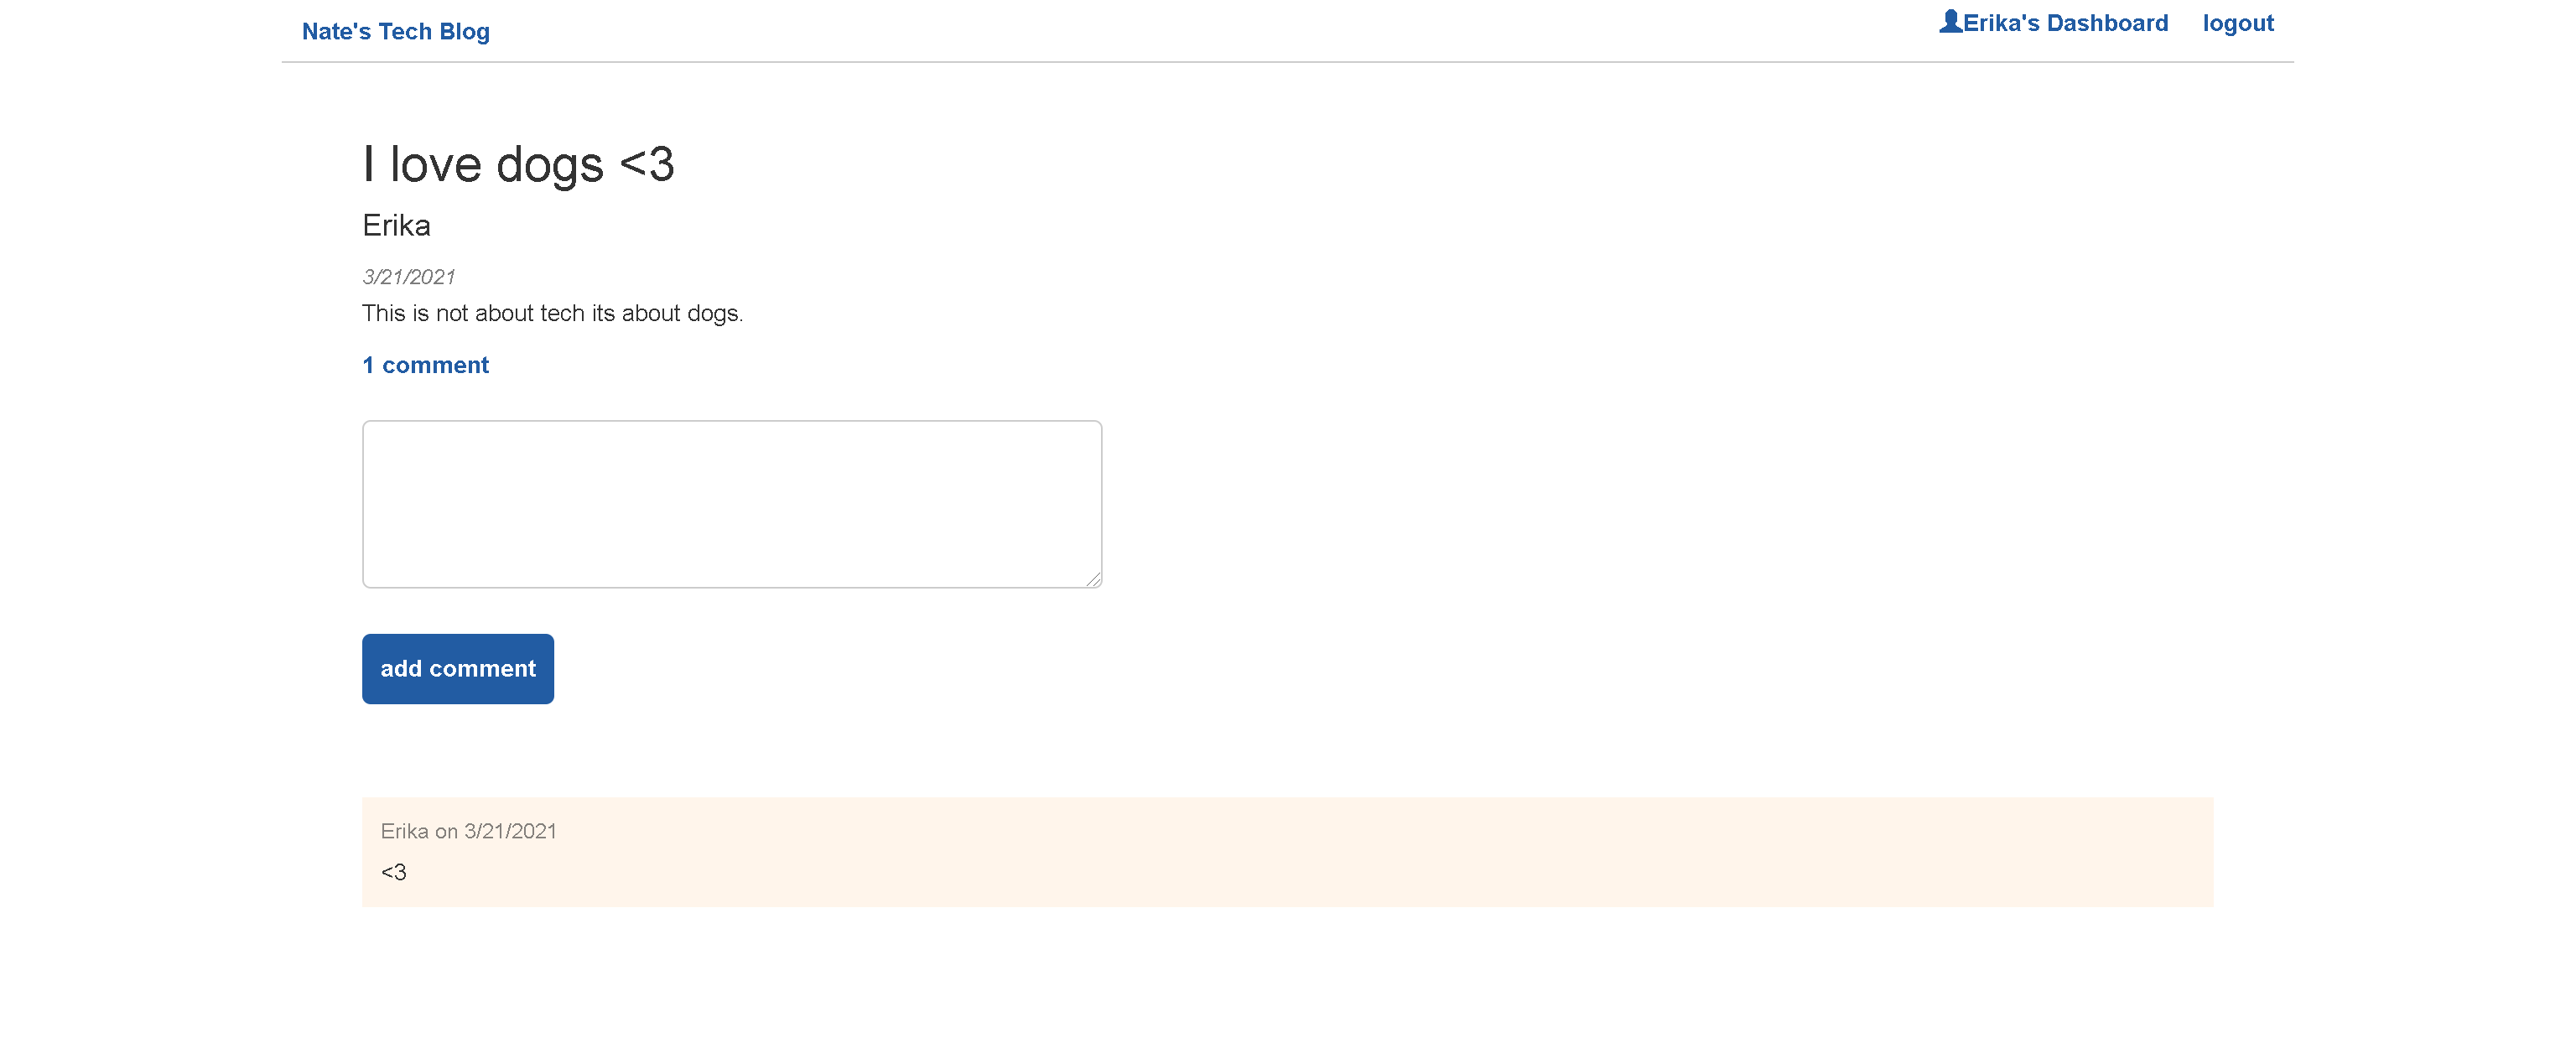 Nate's Tech Blog
Erika's Dashboard logout
I love dogs <3
Erika
3/21/2021
This is not about tech its about dogs.
1 comment
add comment
Erika on 3/21/2021
<3